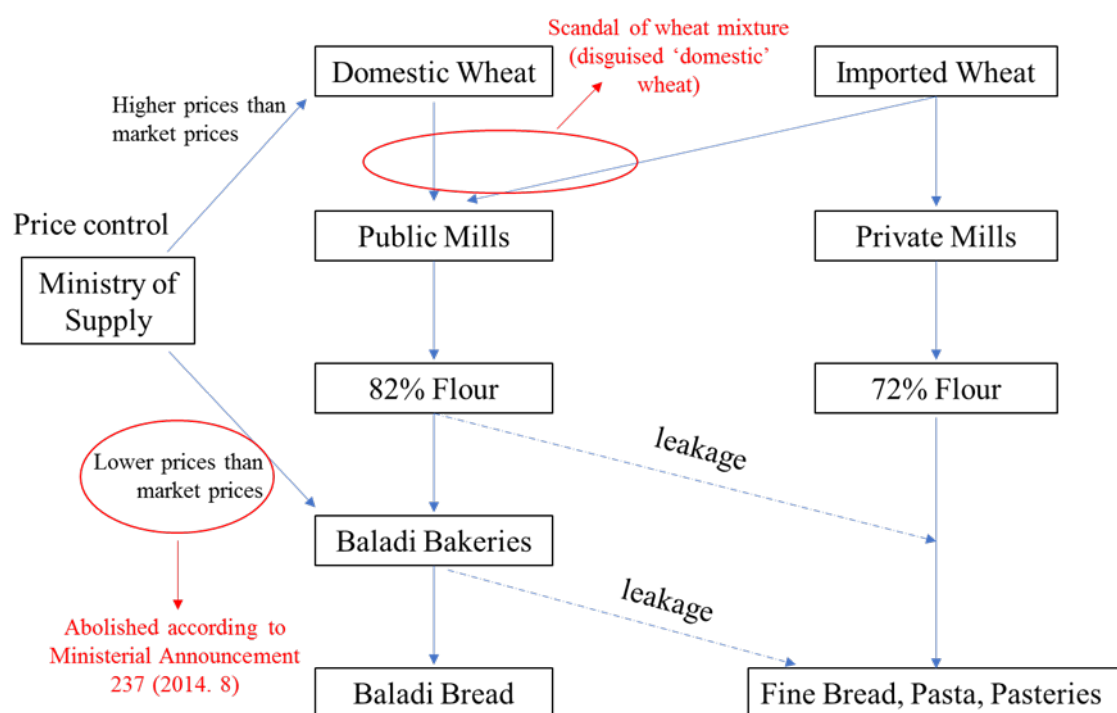 Scandal of wheat mixture
(disguised ‘domestic’
wheat)
Domestic Wheat
Imported Wheat
Higher prices than
market prices
Price control
Public Mills
Private Mills
Ministry of
Supply
82% Flour
72% Flour
leakage
Lower prices than
market prices
Baladi Bakeries
leakage
Abolished according to
Ministerial Announcement
237 (2014. 8)
Baladi Bread
Fine Bread, Pasta, Pasteries